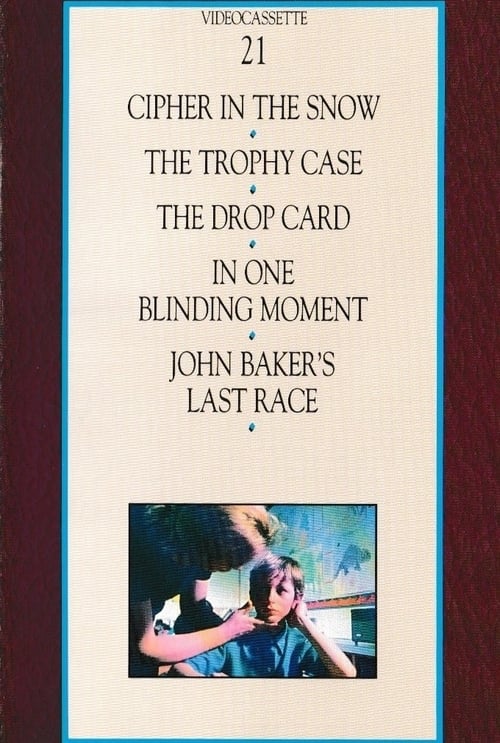 VIDEOCASSETTE
21
CIPHER IN THE SNOW
THE TROPHY CASE
THE DROP CARD
IN ONE
BLINDING MOMENT
JOHN BAKER'S
LAST RACE